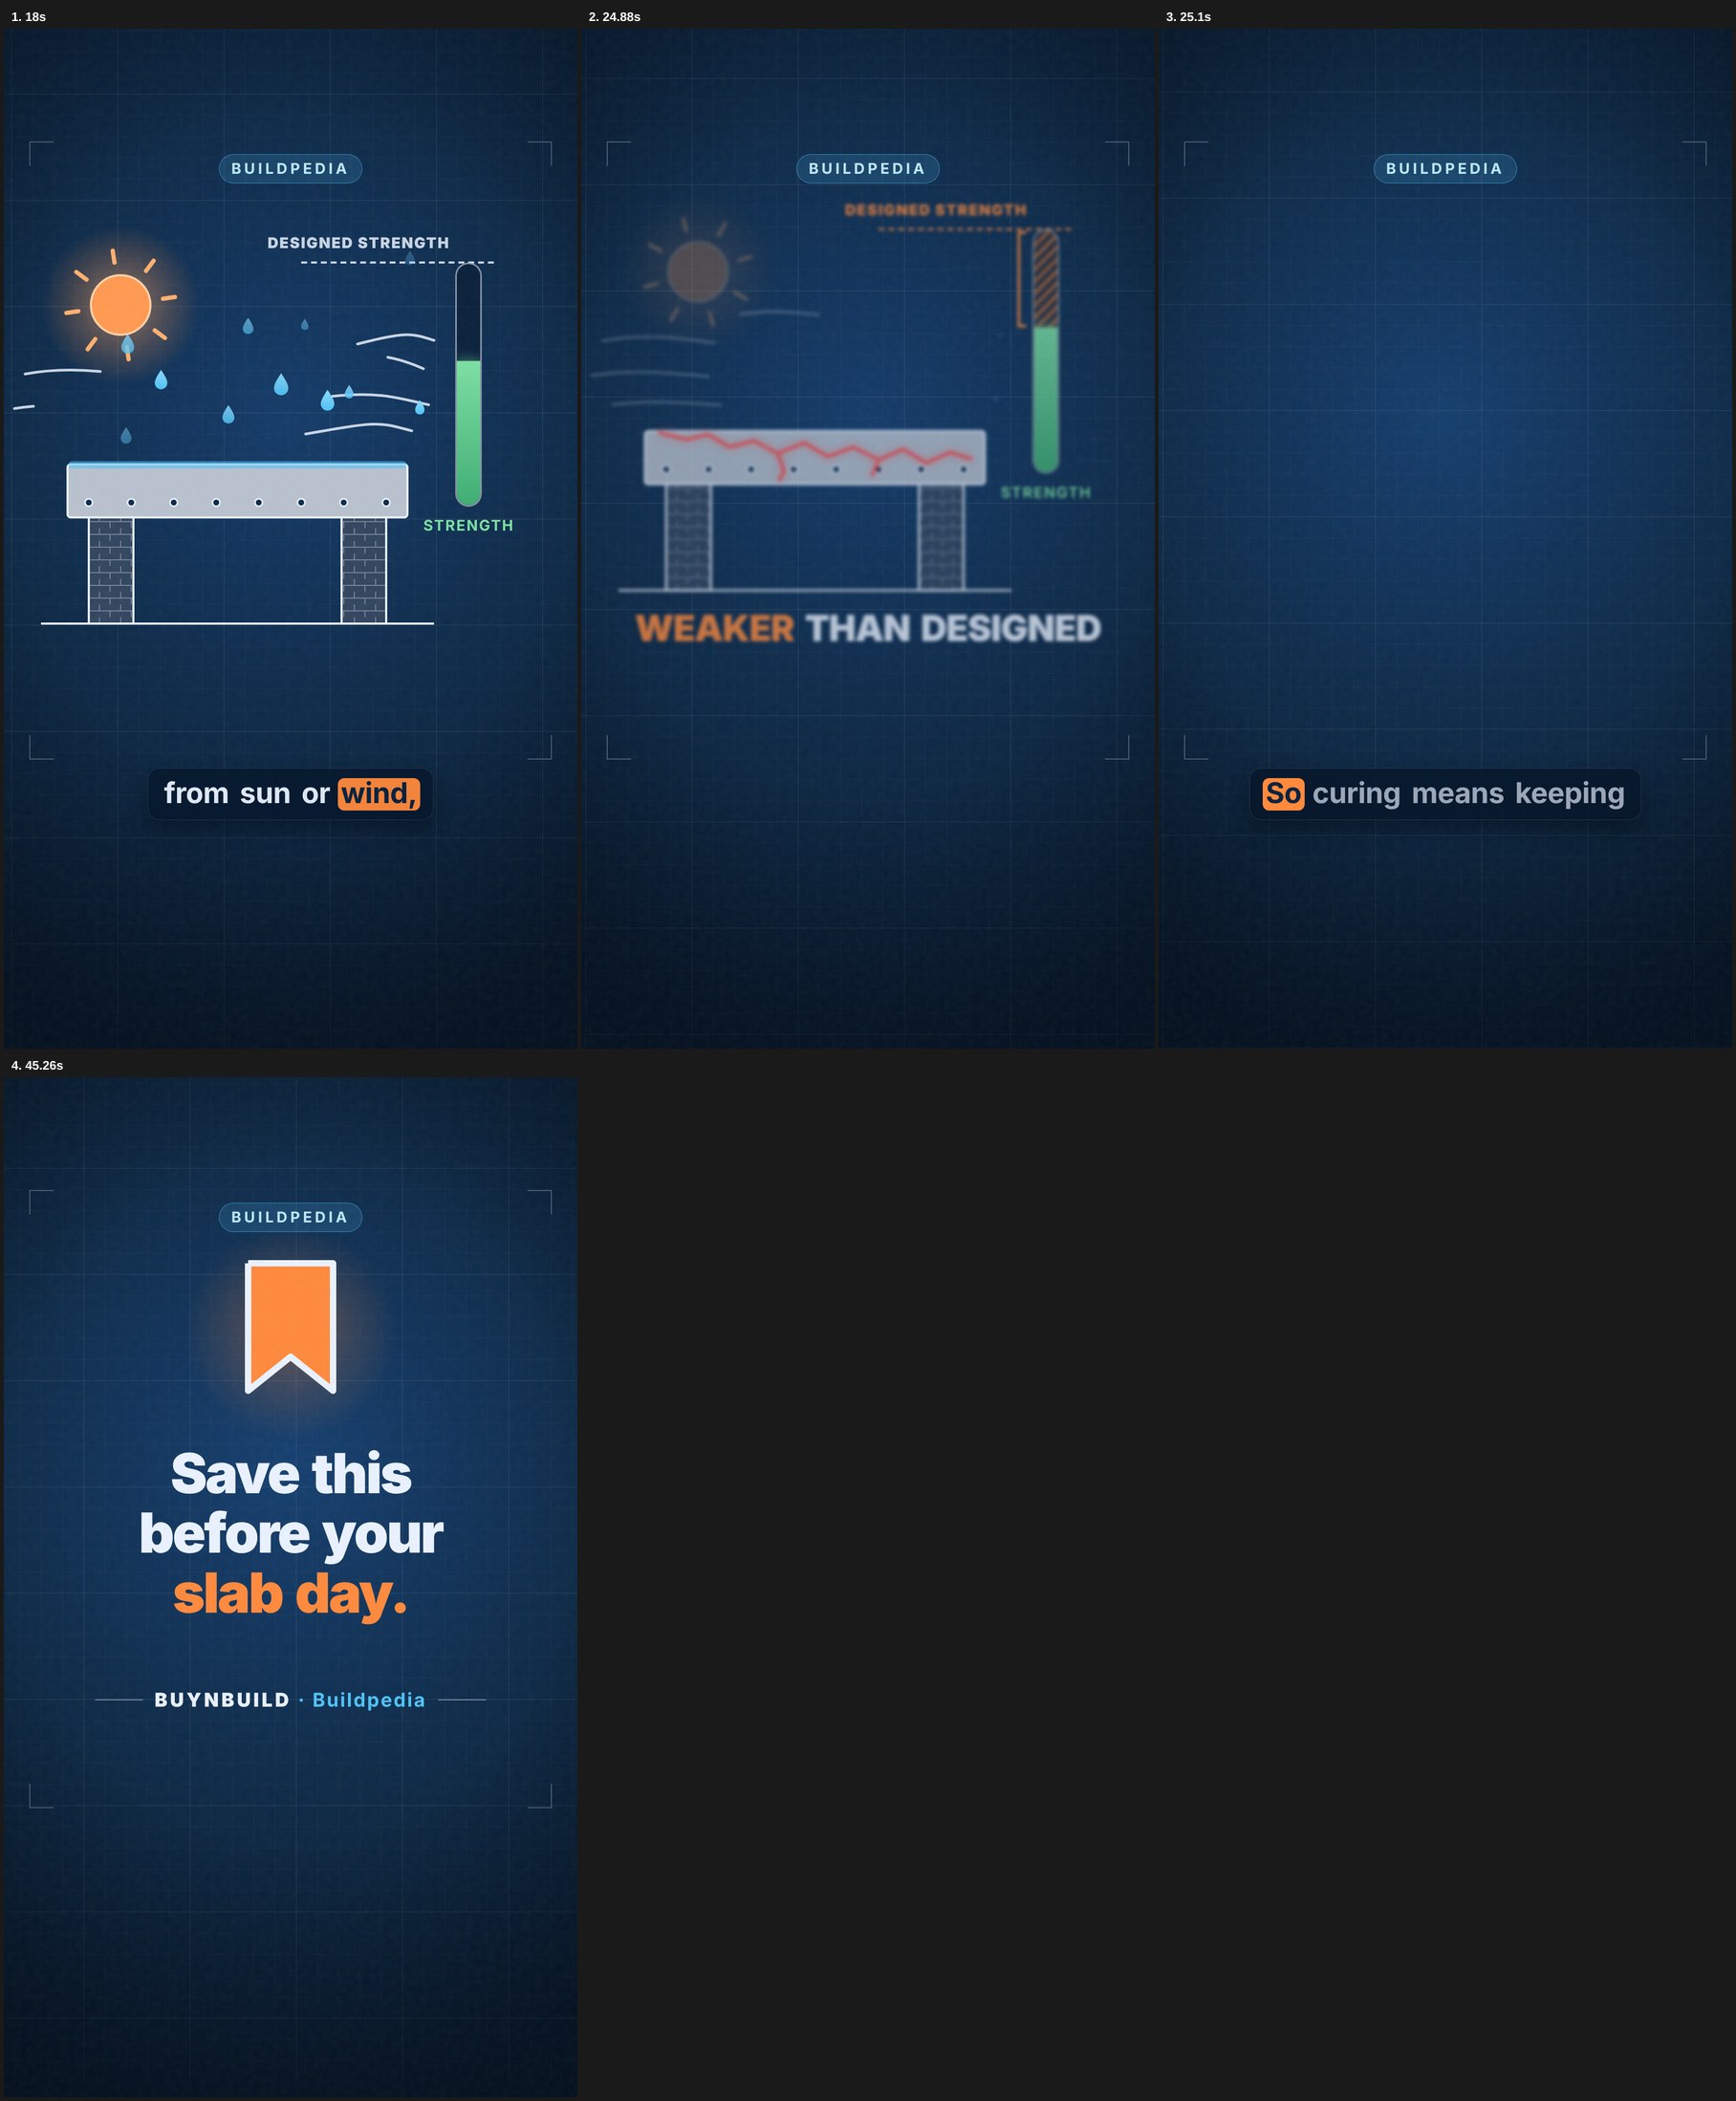 1. 18s
BUILDPEDIA
DESIGNED STRENGTH
STRENGTH
from sun or wind,
2. 24.88s
BUILDPEDIA
DESIGNED STRENGTH
STRENGTH
WEAKER THAN DESIGNED
3. 25.1s
BUILDPEDIA
So curing means keeping
4. 45.26s
BUILDPEDIA
Save this
before your
slab day.
BUYNBUILD · Buildpedia